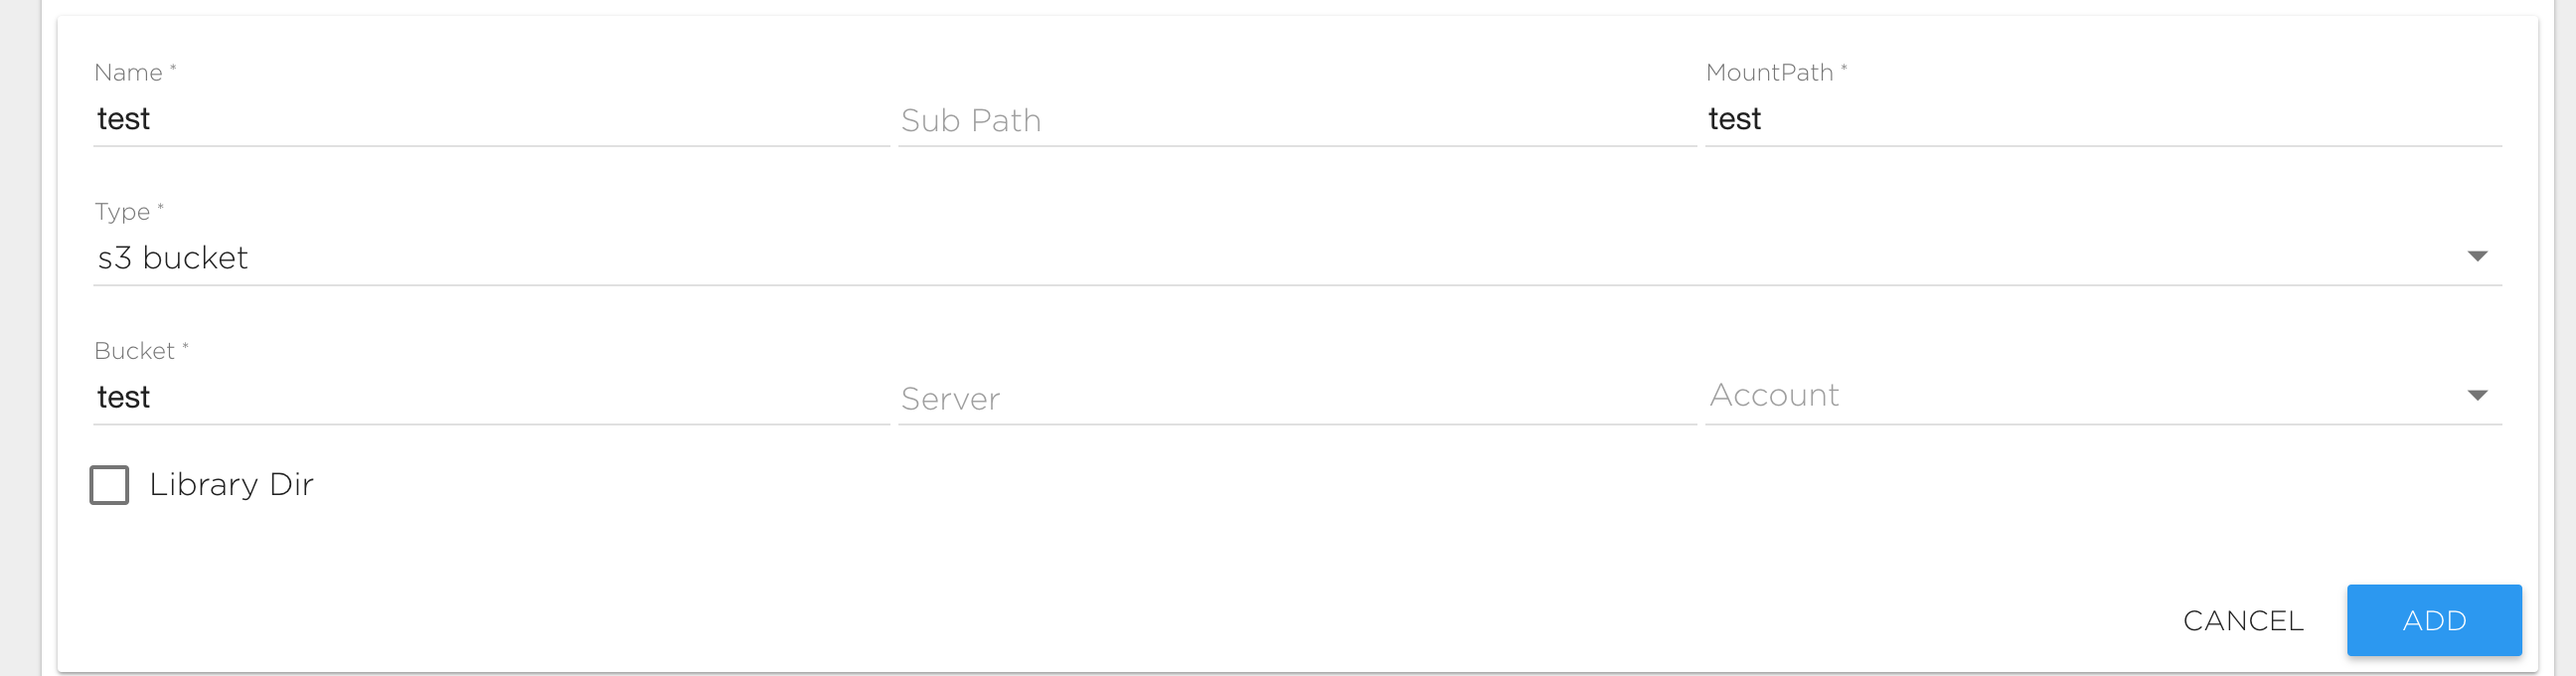 Name * MountPath *
test Sub Path test
Type *
s3 bucket
Bucket *
test Server Account
Library Dir
CANCEL ADD